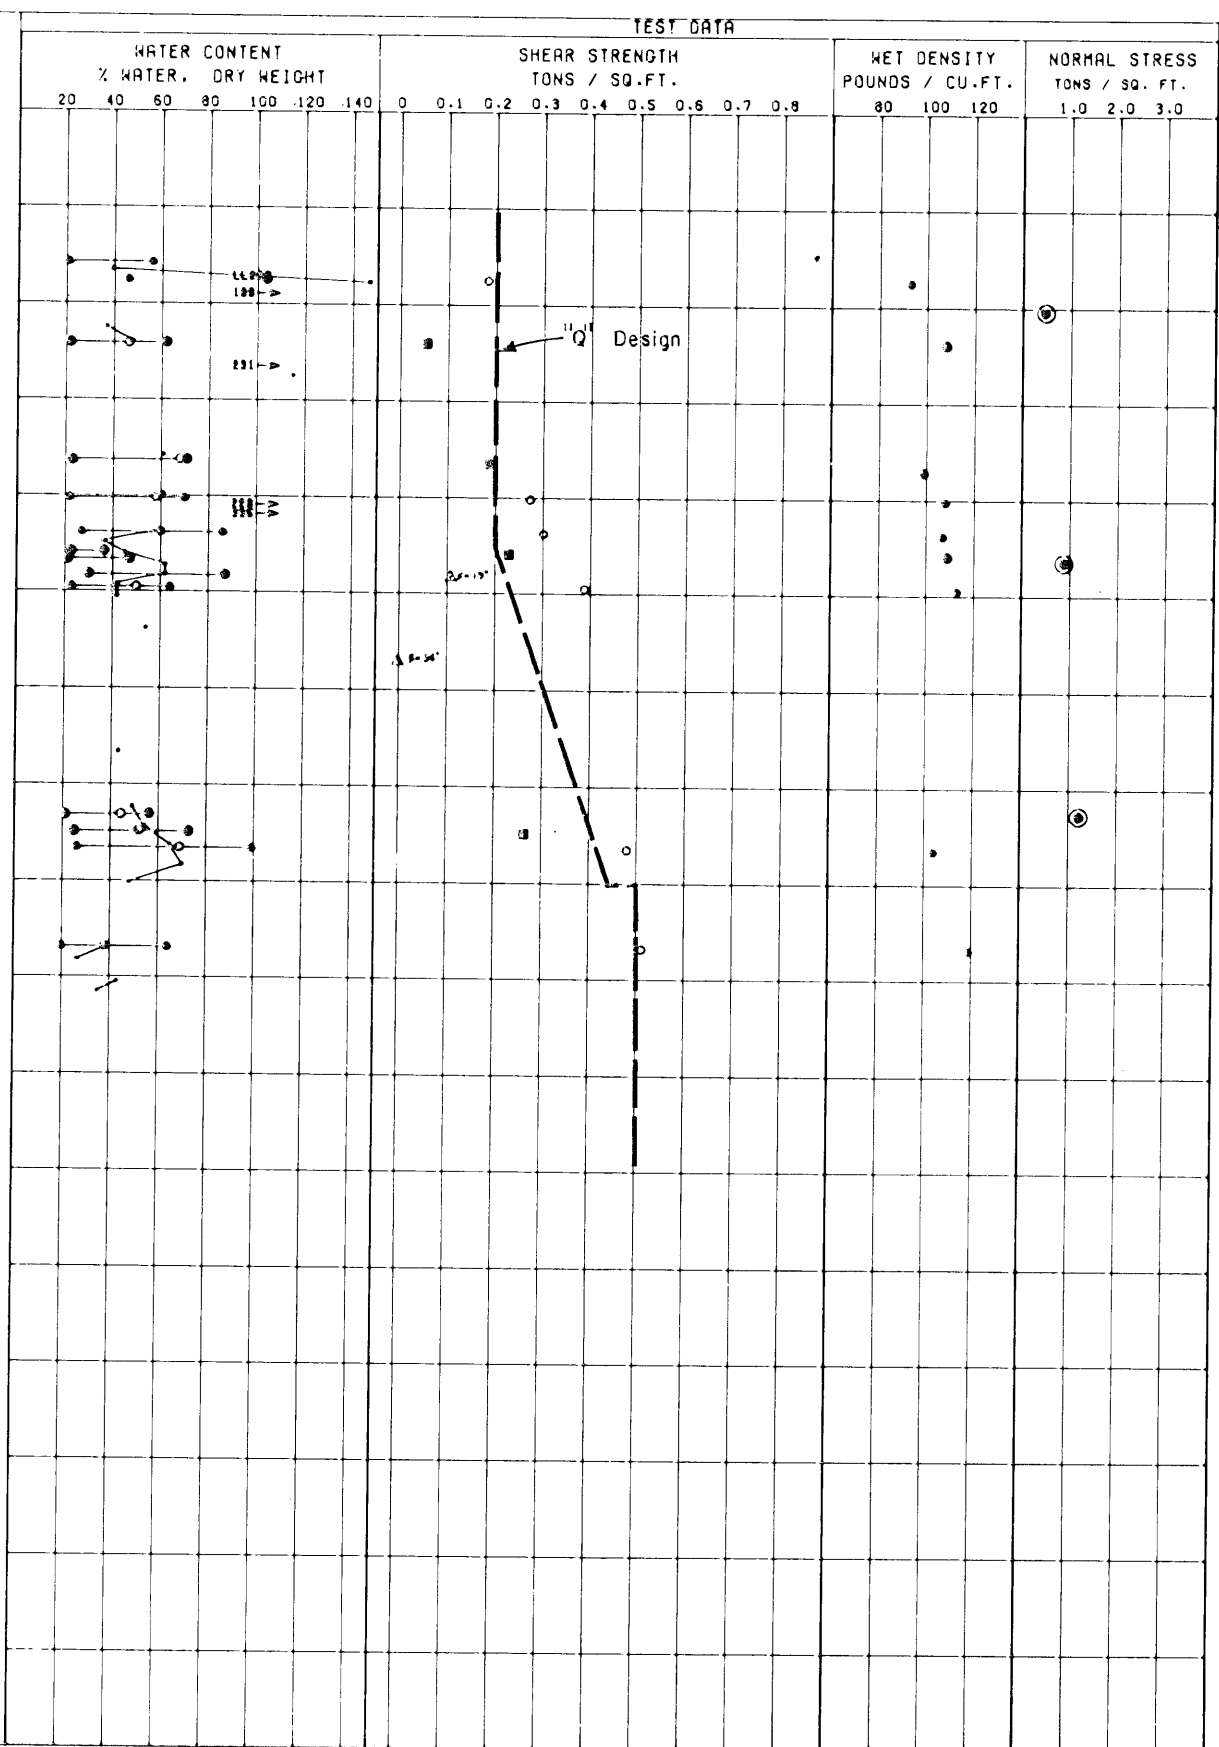 TEST DATA
WATER CONTENT
% WATER, DRY WEIGHT
20 40 60 80 100 120 140
SHEAR STRENGTH
TONS / SQ.FT.
0 0.1 0.2 0.3 0.4 0.5 0.6 0.7 0.8
WET DENSITY
POUNDS / CU.FT.
80 100 120
NORMAL STRESS
TONS / SQ. FT.
1.0 2.0 3.0
"Q" Design
231